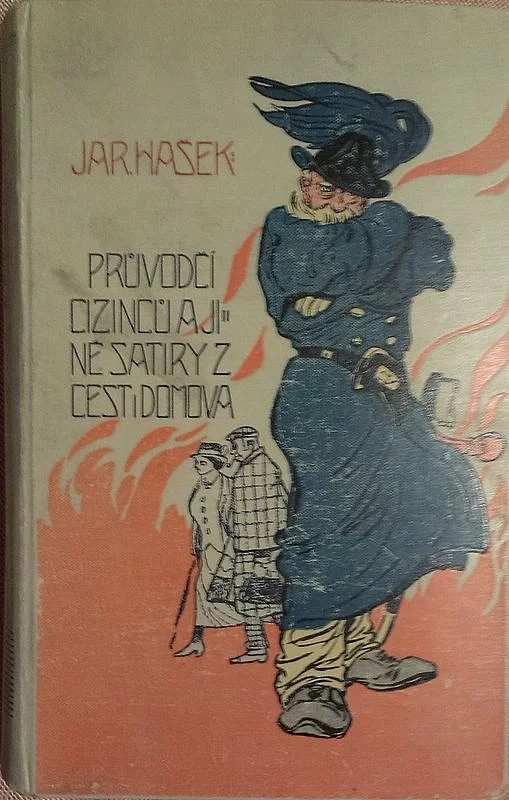 JAR. HAŠEK:
PRŮVODČÍ
CIZINCŮ A JI=
NÉ SATIRY Z
CEST I DOMOVA